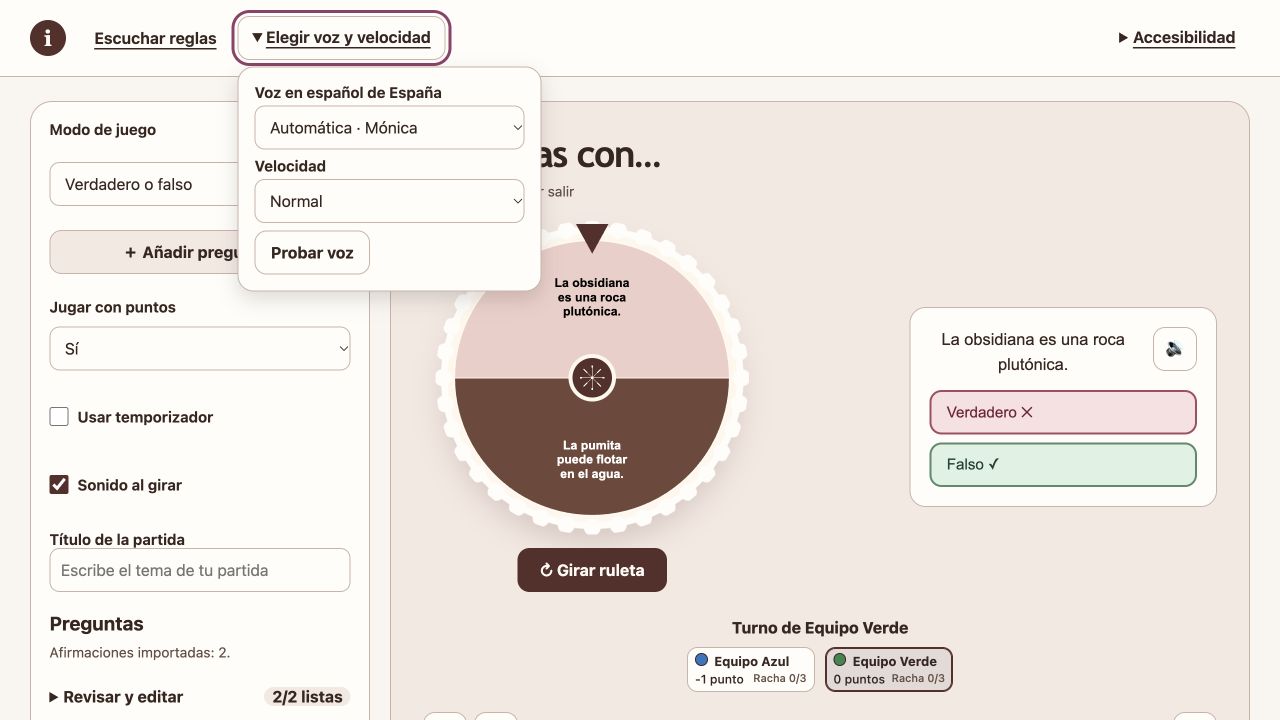 i
Escuchar reglas
▼ Elegir voz y velocidad
▶ Accesibilidad
Voz en español de España
Automática · Mónica
Velocidad
Normal
Probar voz
Modo de juego
Verdadero o falso
+ Añadir pregu
Jugar con puntos
Sí
Usar temporizador
Sonido al girar
Título de la partida
Escribe el tema de tu partida
Preguntas
Afirmaciones importadas: 2.
▶ Revisar y editar
2/2 listas
as con...
salir
La obsidiana
es una roca
plutónica.
La pumita
puede flotar
en el agua.
↻ Girar ruleta
La obsidiana es una roca
plutónica.
Verdadero ✕
Falso ✓
Turno de Equipo Verde
Equipo Azul
-1 punto Racha 0/3
Equipo Verde
0 puntos Racha 0/3